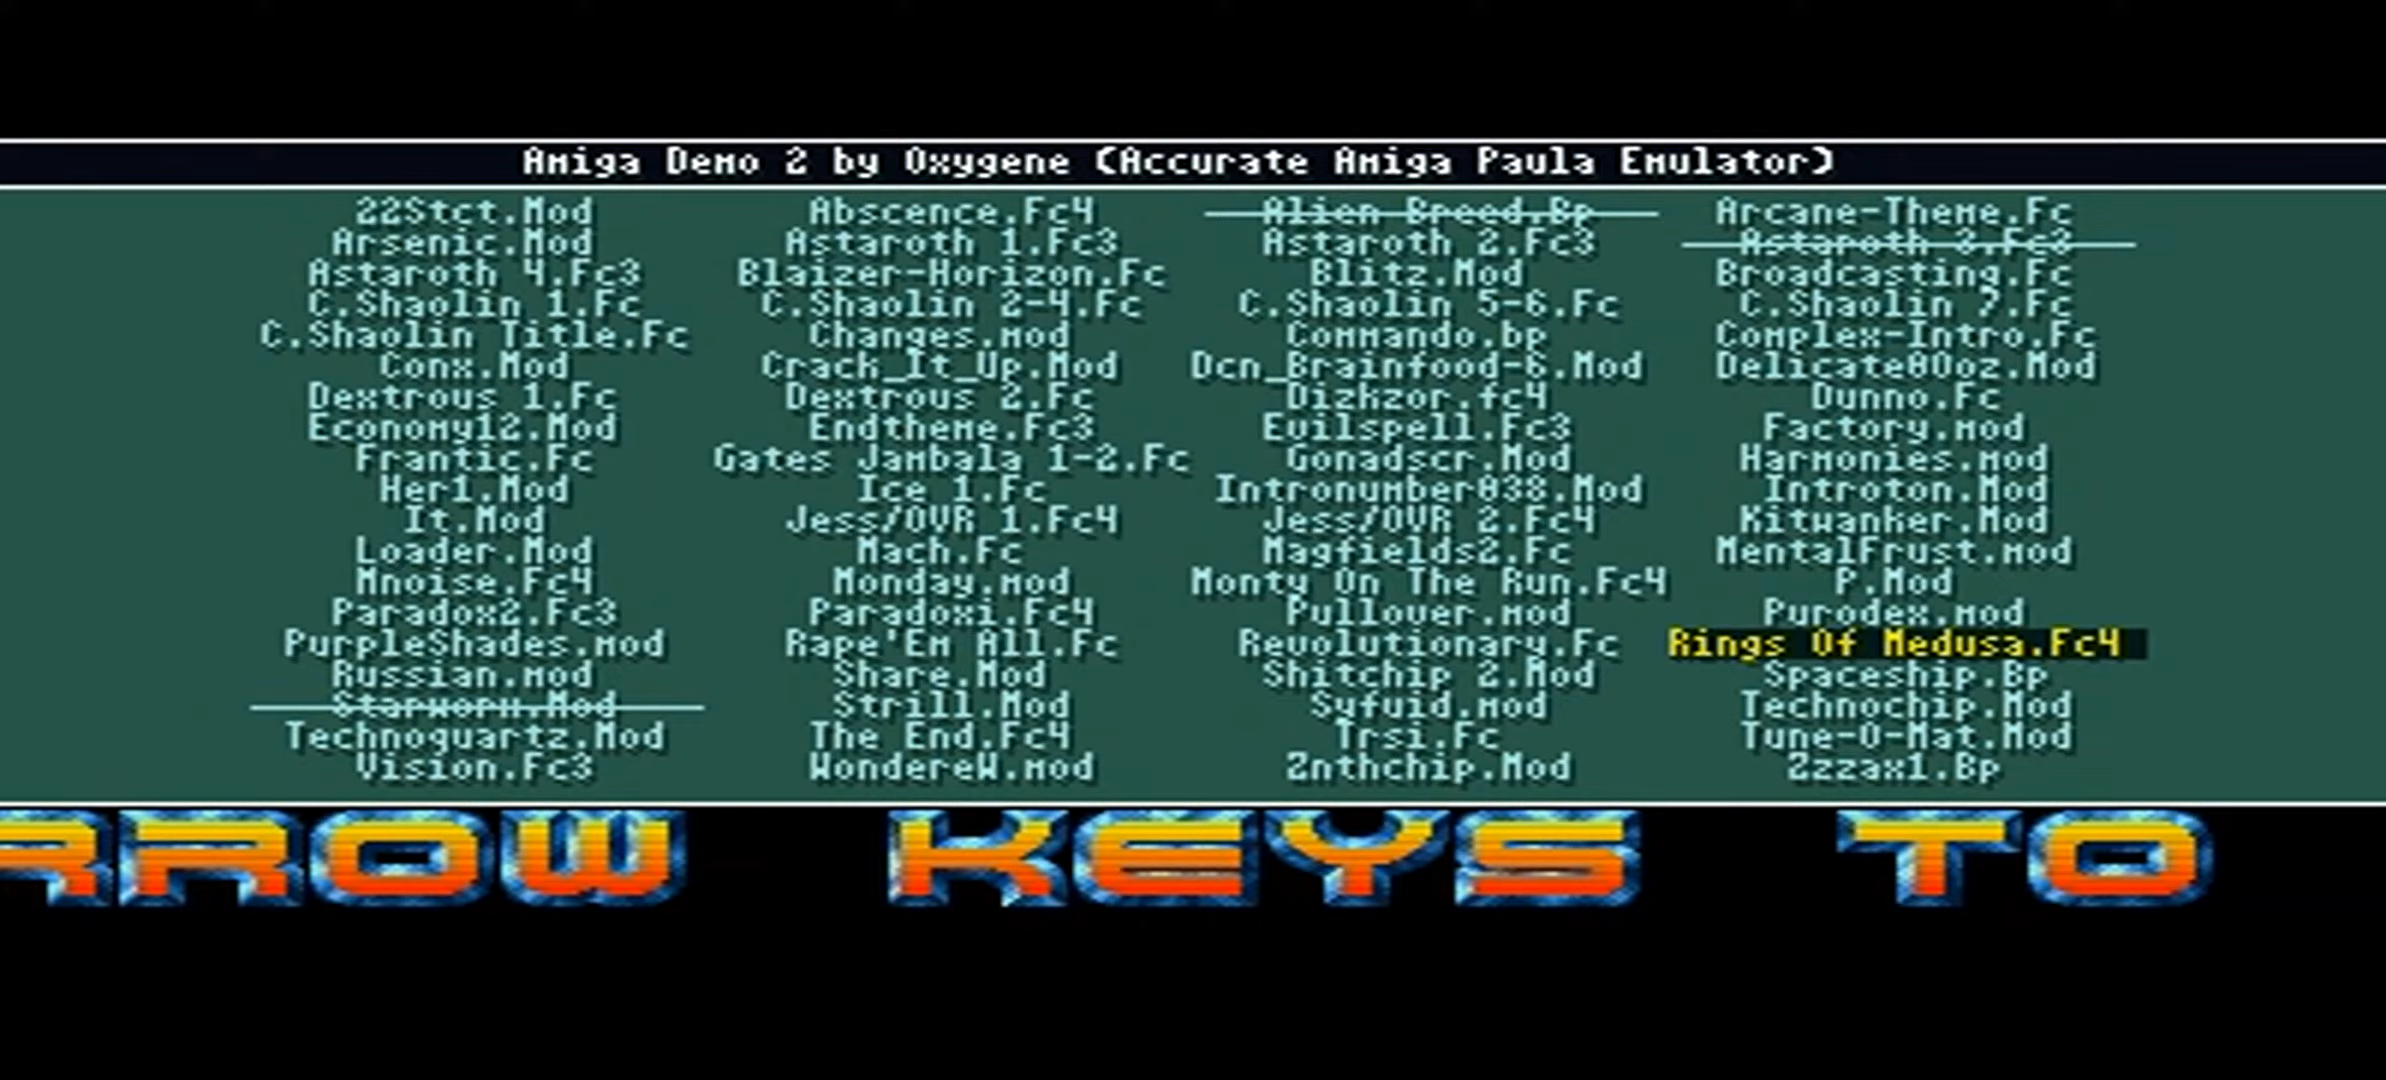 Amiga Demo 2 by Oxygene (Accurate Amiga Paula Emulator)
22Stct.Mod Abscence.Fc4 Alien Breed.Bp Arcane-Theme.Fc
Arsenic.Mod Astaroth 1.Fc3 Astaroth 2.Fc3 Astaroth 3.Fc3
Astaroth 4.Fc3 Blaizer-Horizon.Fc Blitz.Mod Broadcasting.Fc
C.Shaolin 1.Fc C.Shaolin 2-4.Fc C.Shaolin 5-6.Fc C.Shaolin 7.Fc
C.Shaolin Title.Fc Changes.mod Commando.bp Complex-Intro.Fc
Conx.Mod Crack_It_Up.Mod Dcn_Brainfood-6.Mod Delicate00oz.Mod
Dextrous 1.Fc Dextrous 2.Fc Dizkzor.fc4 Dunno.Fc
Economy12.Mod Endtheme.Fc3 Evilspell.Fc3 Factory.mod
Frantic.Fc Gates Jambala 1-2.Fc Gonadscr.Mod Harmonies.mod
Her1.Mod Ice 1.Fc Intronumber038.Mod Introton.Mod
It.Mod Jess/OVR 1.Fc4 Jess/OVR 2.Fc4 Kitwanker.Mod
Loader.Mod Mach.Fc Magfields2.Fc MentalFrust.mod
Mnoise.Fc4 Monday.mod Monty On The Run.Fc4 P.Mod
Paradox2.Fc3 Paradoxi.Fc4 Pullover.mod Purodex.mod
PurpleShades.mod Rape'Em All.Fc Revolutionary.Fc Rings Of Medusa.Fc4
Russian.mod Share.Mod Shitchip 2.Mod Spaceship.Bp
Starworm.Mod Strill.Mod Syfuid.mod Technochip.Mod
Technoquartz.Mod The End.Fc4 Trsi.Fc Tune-O-Mat.Mod
Vision.Fc3 WondereW.mod Znthchip.Mod Zzzax1.Bp
RROW KEYS TO